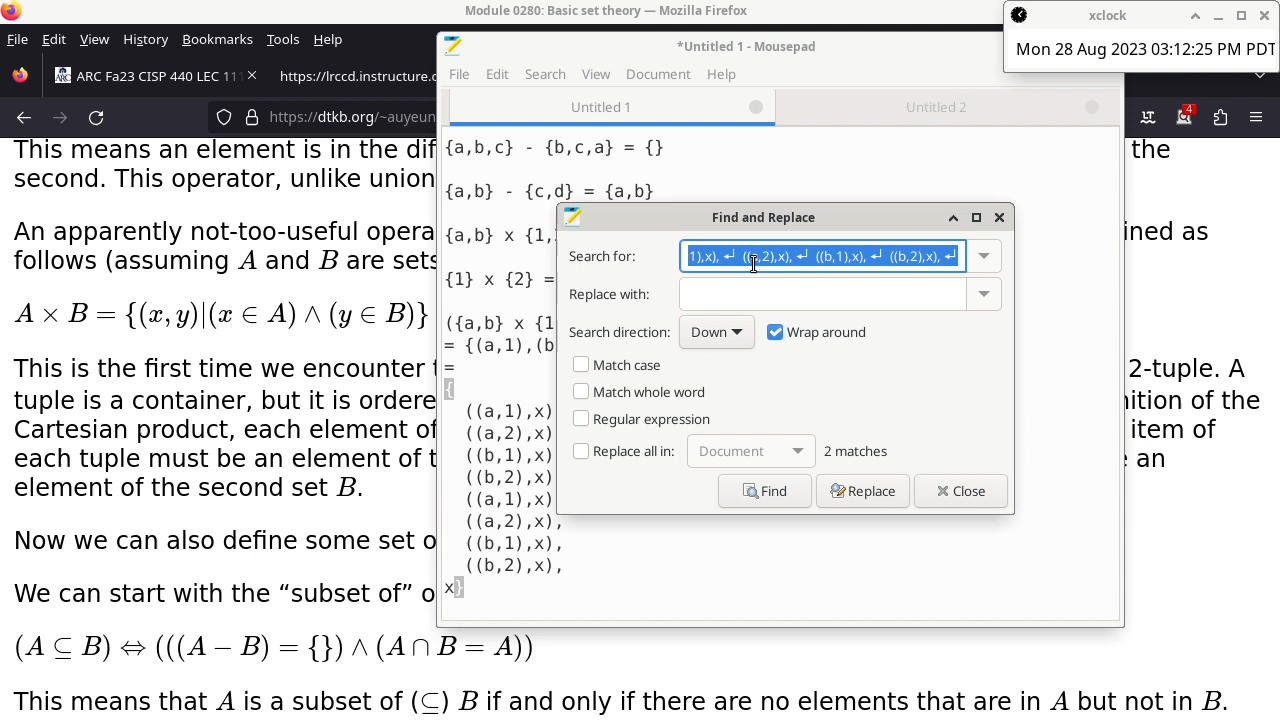 Module 0280: Basic set theory — Mozilla Firefox
xclock
Mon 28 Aug 2023 03:12:25 PM PDT
File Edit View History Bookmarks Tools Help
ARC Fa23 CISP 440 LEC 111
https://lrccd.instructure.c
https://dtkb.org/~auyeun
4
*Untitled 1 - Mousepad
File Edit Search View Document Help
Untitled 1
Untitled 2
{a,b,c} - {b,c,a} = {}
{a,b} - {c,d} = {a,b}
{a,b} x {1,
{1} x {2} =
({a,b} x {1
= {(a,1),(b
=
{
((a,1),x)
((a,2),x)
((b,1),x)
((b,2),x)
((a,1),x)
((a,2),x),
((b,1),x),
((b,2),x),
x}
Find and Replace
Search for:
1),x), ↵ ((a,2),x), ↵ ((b,1),x), ↵ ((b,2),x), ↵
Replace with:
Search direction: Down Wrap around
Match case
Match whole word
Regular expression
Replace all in: Document 2 matches
Find Replace Close
This means an element is in the dif the
second. This operator, unlike union
An apparently not-too-useful opera ined as
follows (assuming A and B are sets
A × B = {(x, y)|(x ∈ A) ∧ (y ∈ B)}
This is the first time we encounter t 2-tuple. A
tuple is a container, but it is ordere nition of the
Cartesian product, each element of item of
each tuple must be an element of t e an
element of the second set B.
Now we can also define some set o
We can start with the “subset of” o
(A ⊆ B) ⇔ (((A − B) = {}) ∧ (A ∩ B = A))
This means that A is a subset of (⊆) B if and only if there are no elements that are in A but not in B.